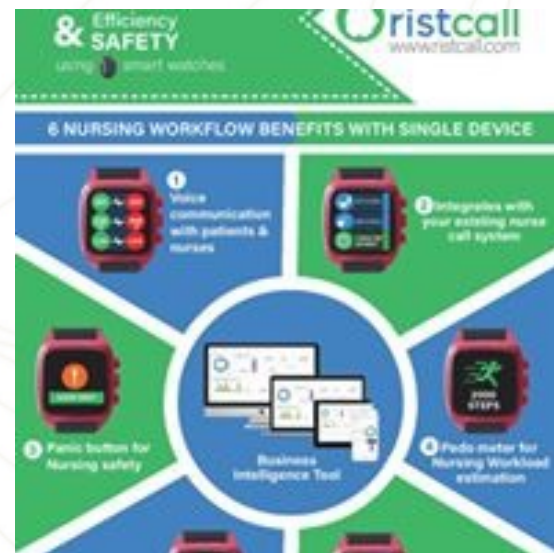 Efficiency
& SAFETY
using smart watches
ristcall
www.ristcall.com
6 NURSING WORKFLOW BENEFITS WITH SINGLE DEVICE
1
Voice
communication
with patients &
nurses
2 Integrates with
your existing nurse
call system
3 Panic button for
Nursing safety
2000
STEPS
4 Pedo meter for
Nursing Workload
estimation
Business
Intelligence Tool